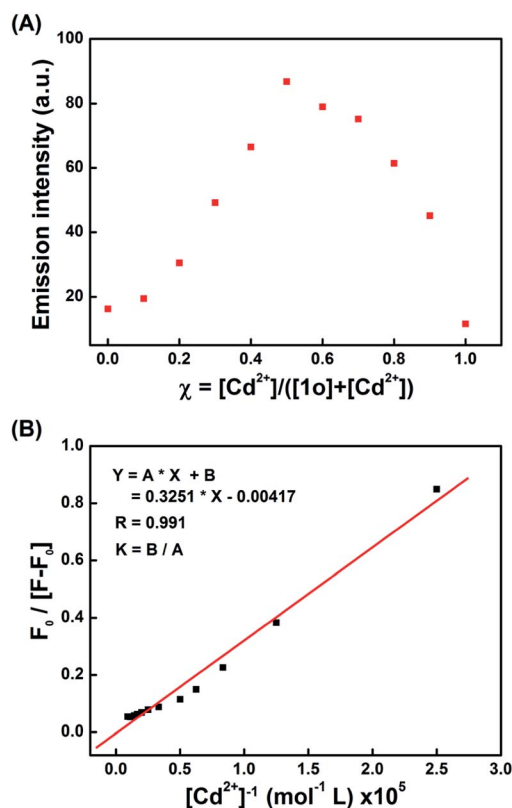 (A)
100
80
60
40
20
Emission intensity (a.u.)
0.0 0.2 0.4 0.6 0.8 1.0
χ = [Cd²⁺]/([1o]+[Cd²⁺])
(B)
1.0
0.8
0.6
0.4
0.2
0.0
F₀ / [F-F₀]
Y = A * X + B
= 0.3251 * X - 0.00417
R = 0.991
K = B / A
0.0 0.5 1.0 1.5 2.0 2.5 3.0
[Cd²⁺]⁻¹ (mol⁻¹ L) x10⁵